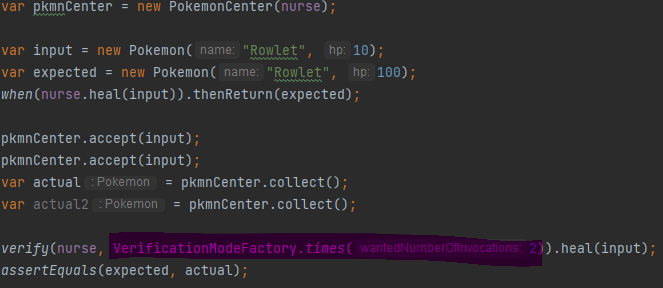 var pkmnCenter = new PokemonCenter(nurse);
var input = new Pokemon( name: "Rowlet", hp: 10);
var expected = new Pokemon( name: "Rowlet", hp: 100);
when(nurse.heal(input)).thenReturn(expected);
pkmnCenter.accept(input);
pkmnCenter.accept(input);
var actual : Pokemon = pkmnCenter.collect();
var actual2 : Pokemon = pkmnCenter.collect();
verify(nurse, VerificationModeFactory.times( wantedNumberOfInvocations: 2)).heal(input);
assertEquals(expected, actual);